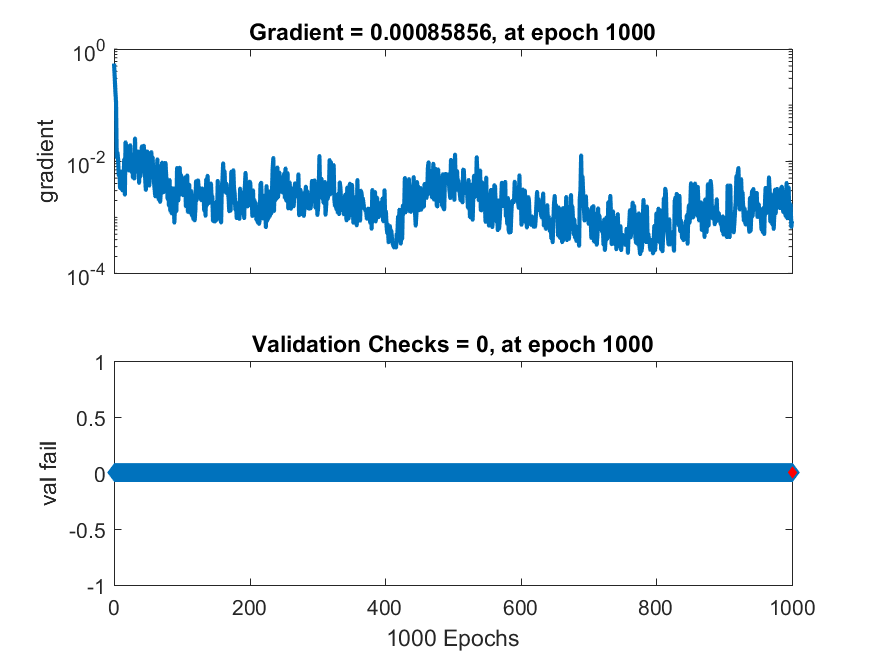 Gradient = 0.00085856, at epoch 1000
10^0
10^-2
10^-4
gradient
Validation Checks = 0, at epoch 1000
1
0.5
0
-0.5
-1
val fail
0 200 400 600 800 1000
1000 Epochs